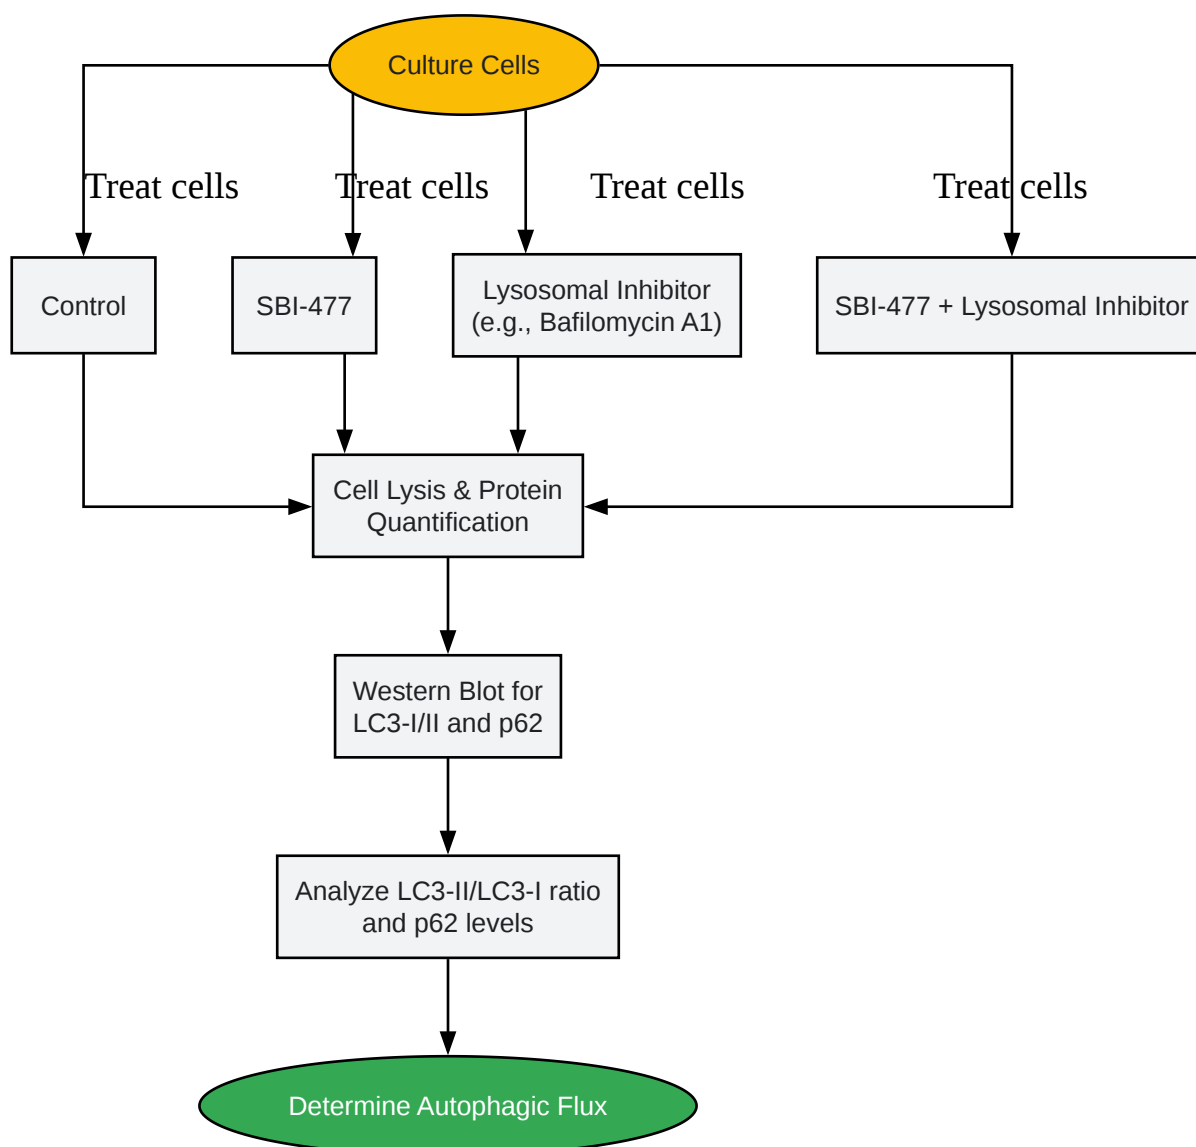 Culture Cells
Treat cells
Treat cells
Treat cells
Treat cells
Control
SBI-477
Lysosomal Inhibitor
(e.g., Bafilomycin A1)
SBI-477 + Lysosomal Inhibitor
Cell Lysis & Protein
Quantification
Western Blot for
LC3-I/II and p62
Analyze LC3-II/LC3-I ratio
and p62 levels
Determine Autophagic Flux